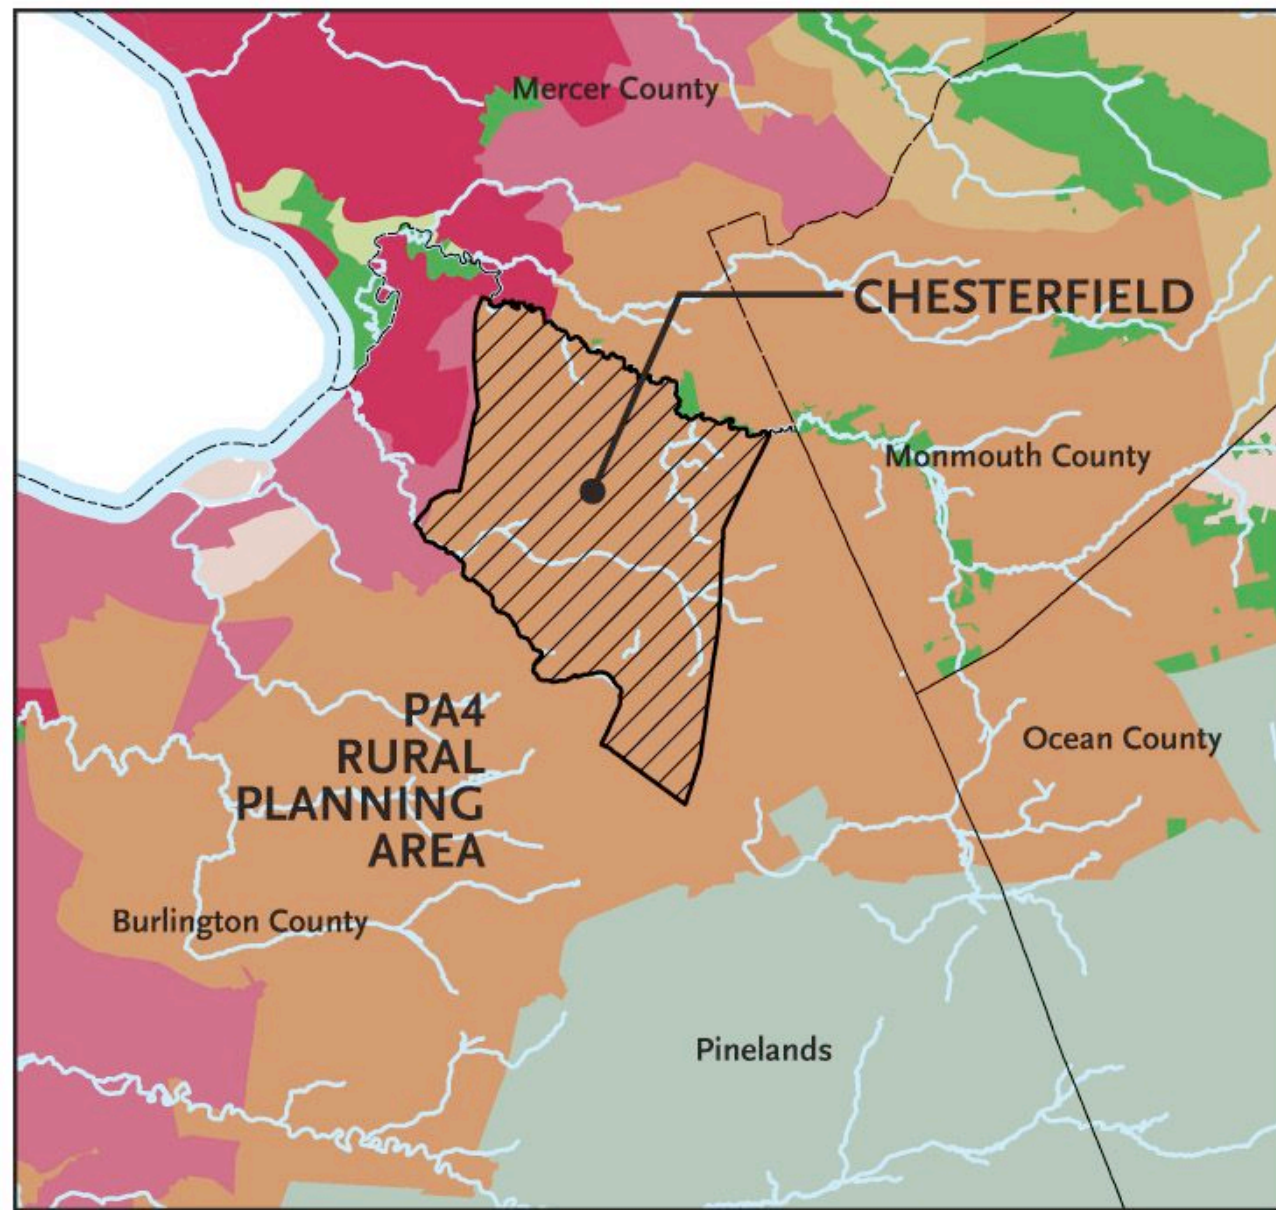 Mercer County
CHESTERFIELD
Monmouth County
PA4
RURAL
PLANNING
AREA
Ocean County
Burlington County
Pinelands